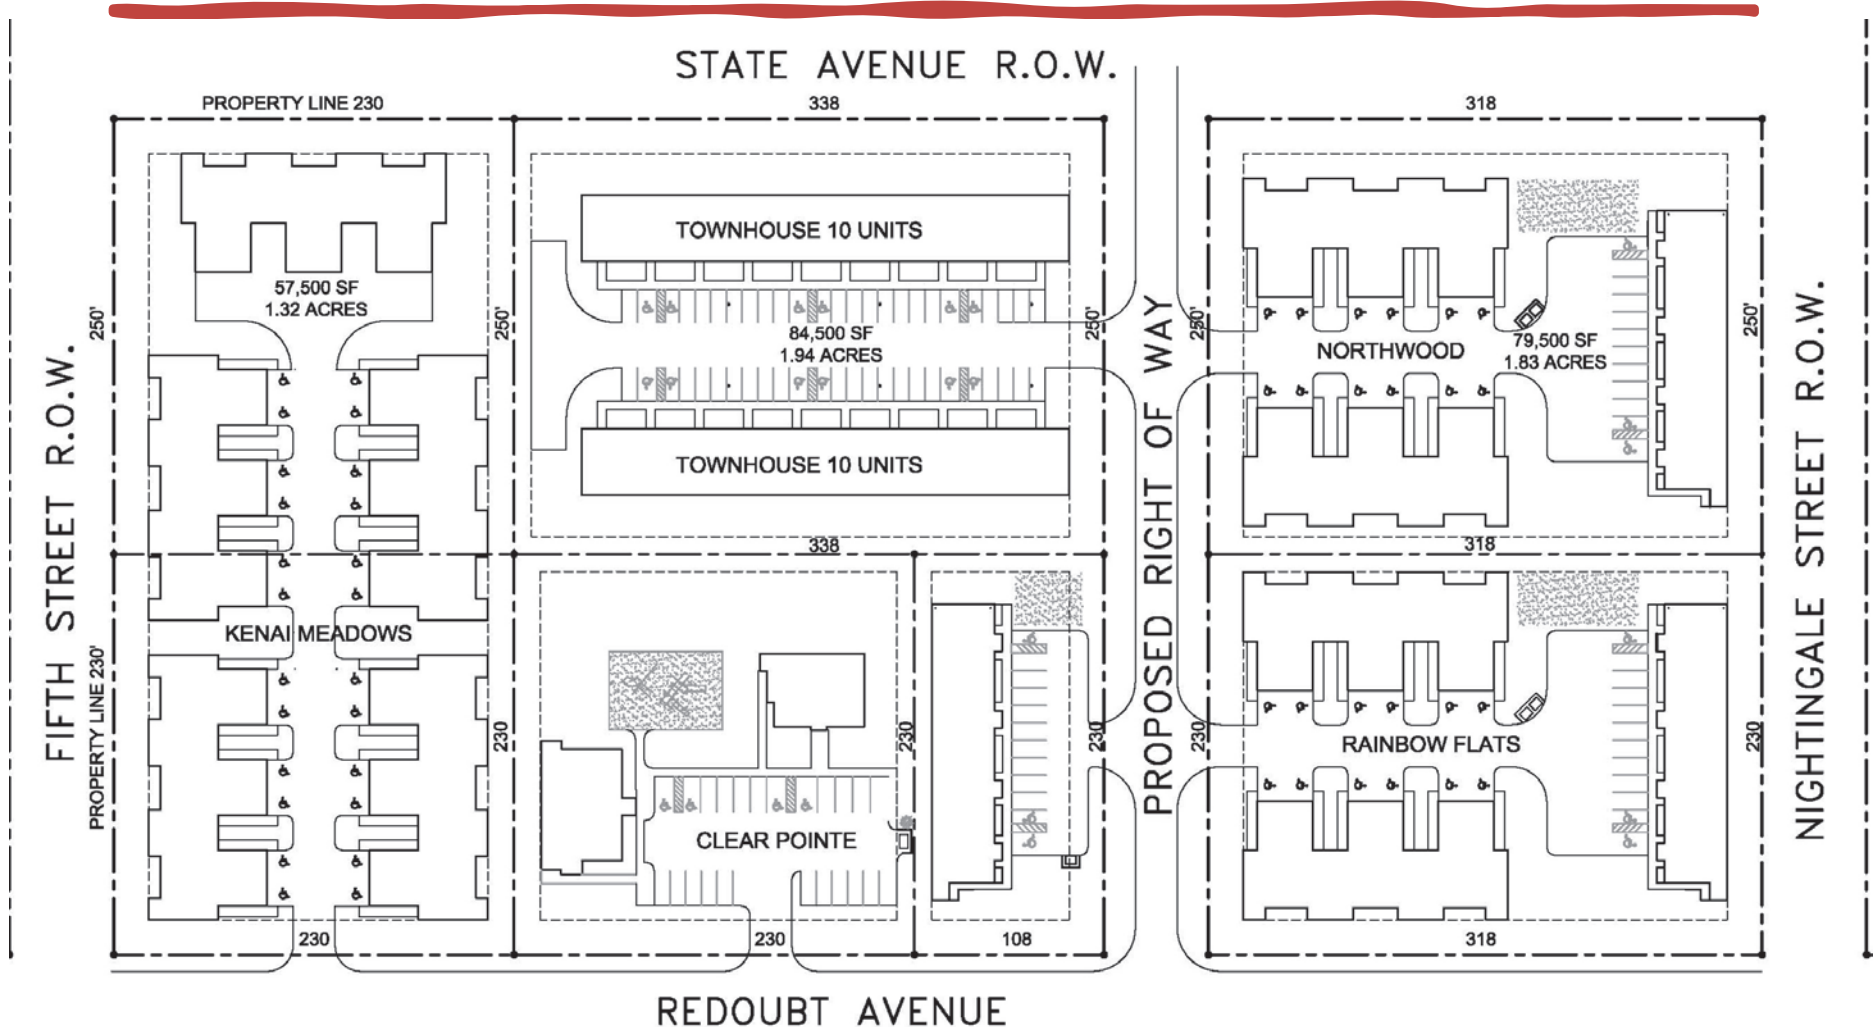 STATE AVENUE R.O.W.
PROPERTY LINE 230
338
318
TOWNHOUSE 10 UNITS
57,500 SF
1.32 ACRES
250'
250'
84,500 SF
1.94 ACRES
250'
250'
NORTHWOOD
79,500 SF
1.83 ACRES
250'
TOWNHOUSE 10 UNITS
FIFTH STREET R.O.W.
PROPOSED RIGHT OF WAY
NIGHTINGALE STREET R.O.W.
338
318
KENAI MEADOWS
PROPERTY LINE 230'
230
230
230
230
RAINBOW FLATS
230
CLEAR POINTE
230
230
108
318
REDOUBT AVENUE